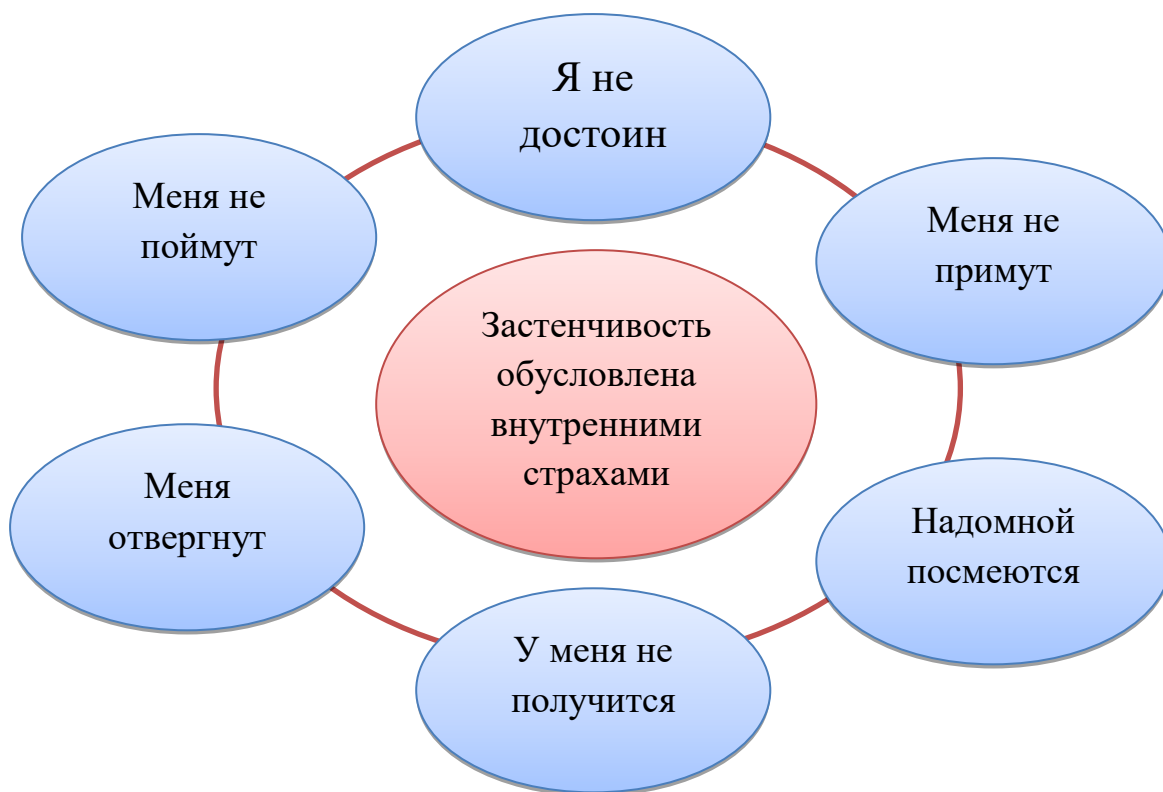 Я не
достоин
Меня не
поймут
Меня не
примут
Застенчивость
обусловлена
внутренними
страхами
Меня
отвергнут
Надомной
посмеются
У меня не
получится